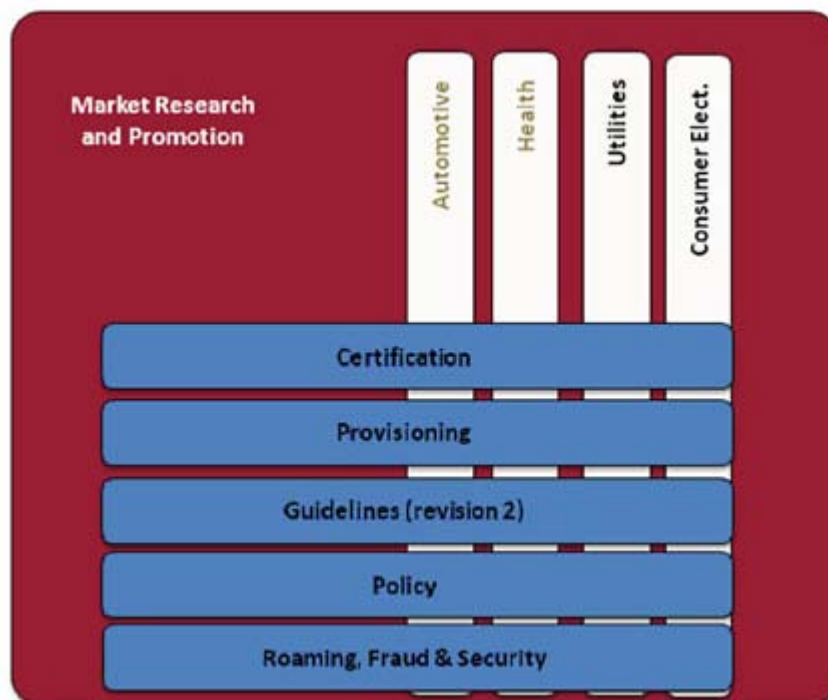 Market Research
and Promotion
Automotive
Health
Utilities
Consumer Elect.
Certification
Provisioning
Guidelines (revision 2)
Policy
Roaming, Fraud & Security